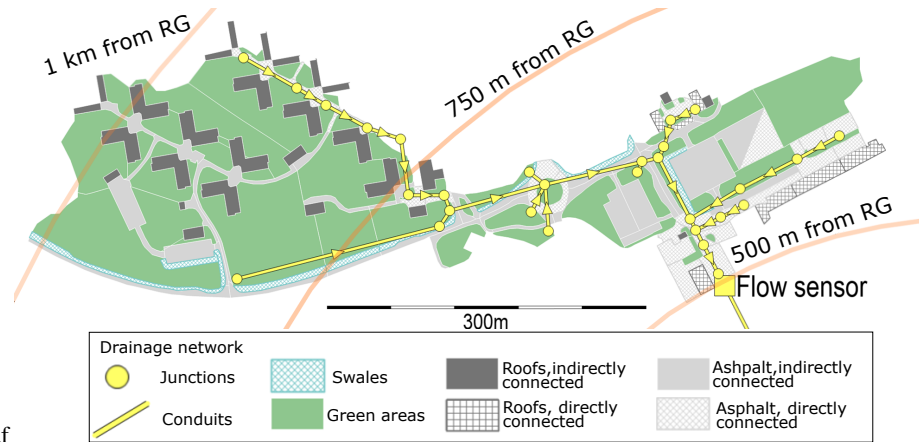 1 km from RG
750 m from RG
500 m from RG
Flow sensor
300m
Drainage network
Junctions
Conduits
Swales
Green areas
Roofs,indirectly
connected
Roofs, directly
connected
Ashpalt,indirectly
connected
Asphalt, directly
connected
f